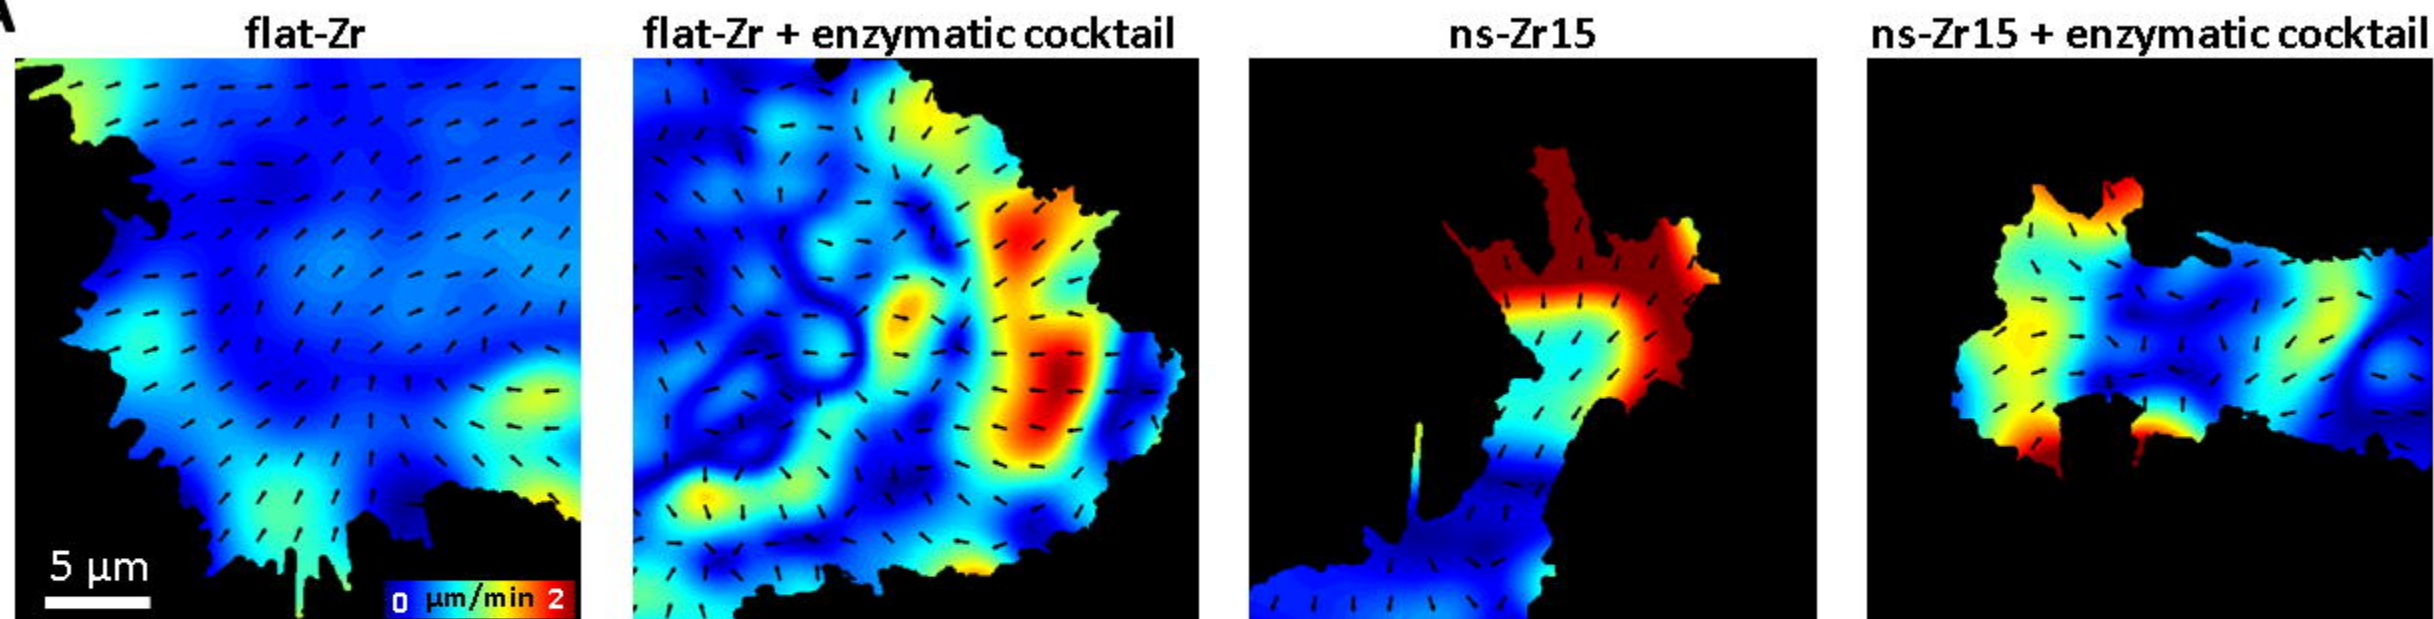 A
flat-Zr
flat-Zr + enzymatic cocktail
ns-Zr15
ns-Zr15 + enzymatic cocktail
5 µm
0 µm/min 2